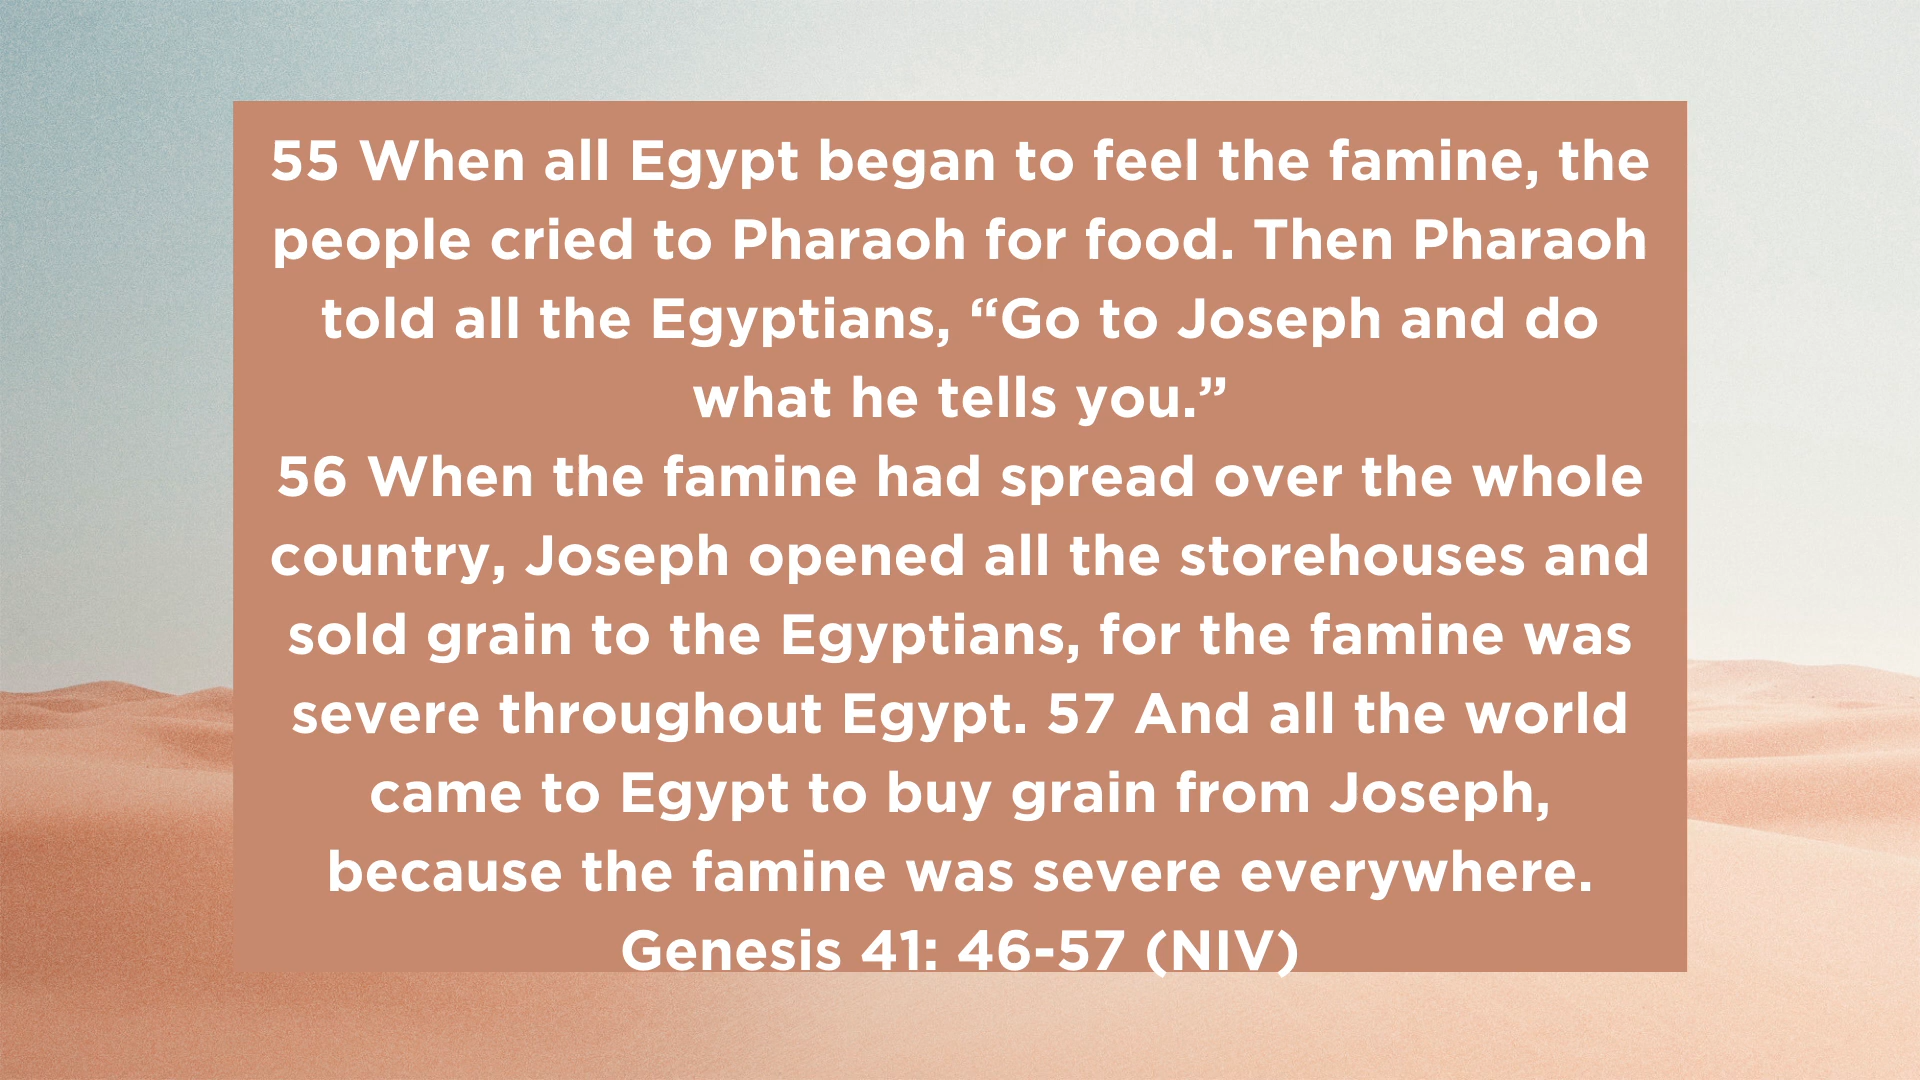 55 When all Egypt began to feel the famine, the
people cried to Pharaoh for food. Then Pharaoh
told all the Egyptians, “Go to Joseph and do
what he tells you.”
56 When the famine had spread over the whole
country, Joseph opened all the storehouses and
sold grain to the Egyptians, for the famine was
severe throughout Egypt. 57 And all the world
came to Egypt to buy grain from Joseph,
because the famine was severe everywhere.
Genesis 41: 46-57 (NIV)